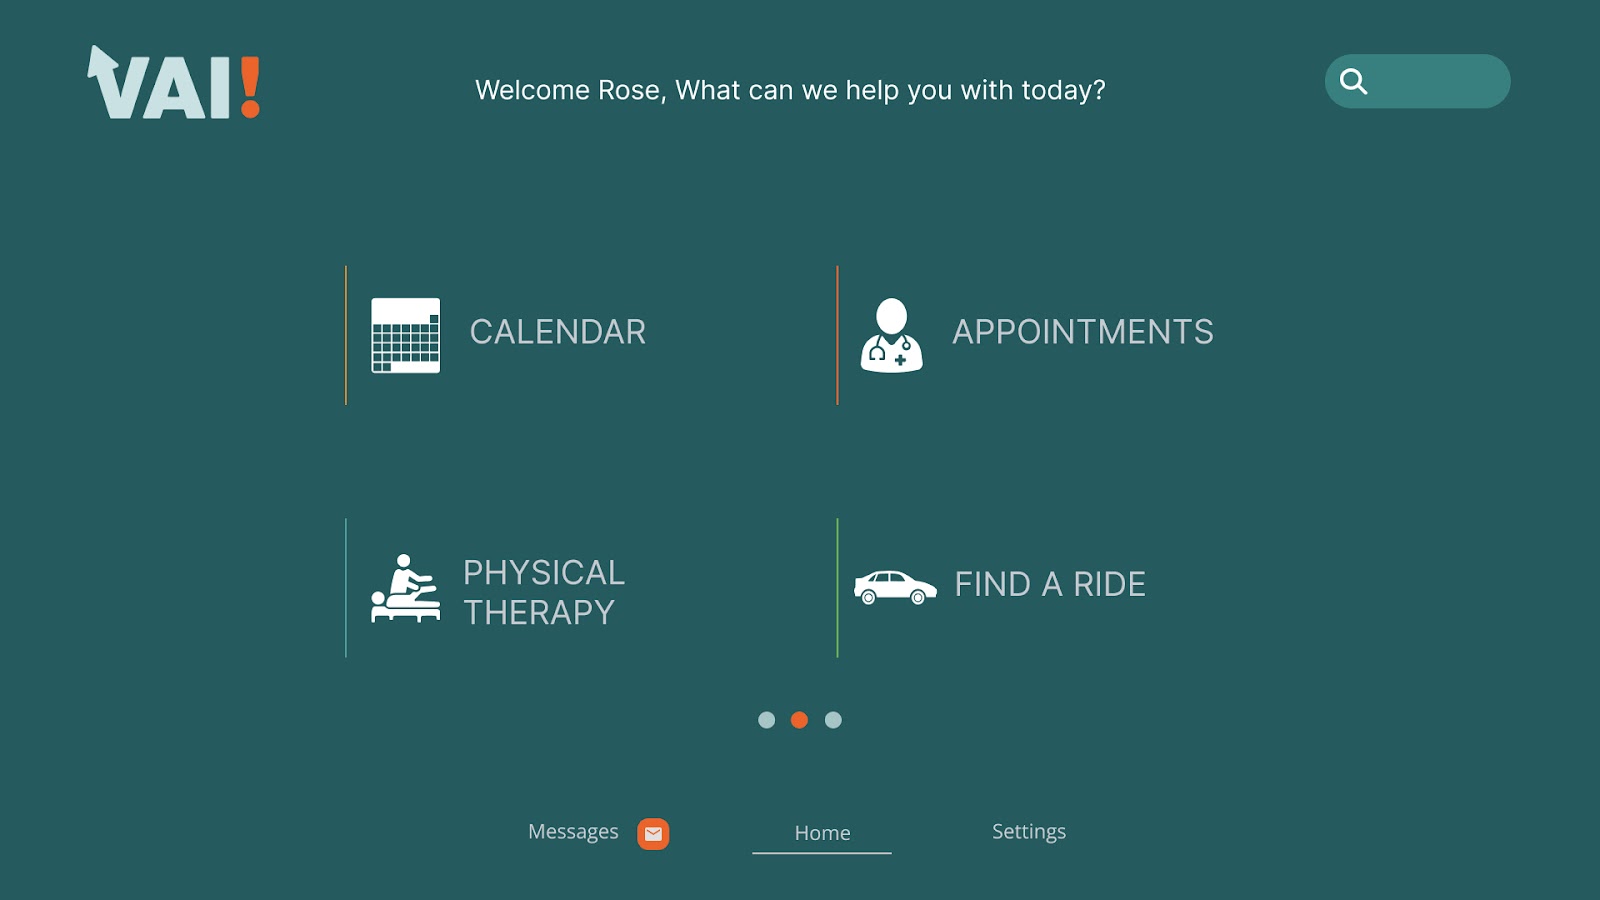 VAI!
Welcome Rose, What can we help you with today?
CALENDAR
APPOINTMENTS
PHYSICAL
THERAPY
FIND A RIDE
Messages
Home
Settings